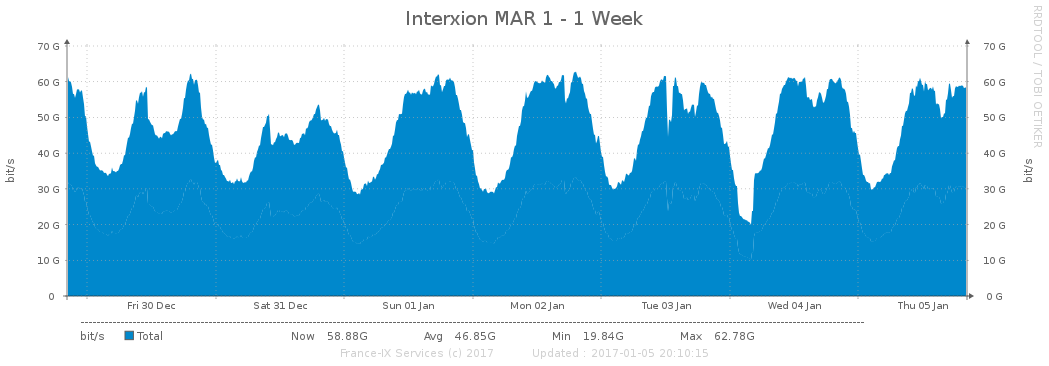 Interxion MAR 1 - 1 Week
RRDTOOL / TOBI OETIKER
70 G 70 G
60 G 60 G
50 G 50 G
40 G 40 G
30 G 30 G
20 G 20 G
10 G 10 G
0 0 G
bit/s bit/s
Fri 30 Dec Sat 31 Dec Sun 01 Jan Mon 02 Jan Tue 03 Jan Wed 04 Jan Thu 05 Jan
bit/s Total Now 58.88G Avg 46.85G Min 19.84G Max 62.78G
France-IX Services (c) 2017 Updated : 2017-01-05 20:10:15